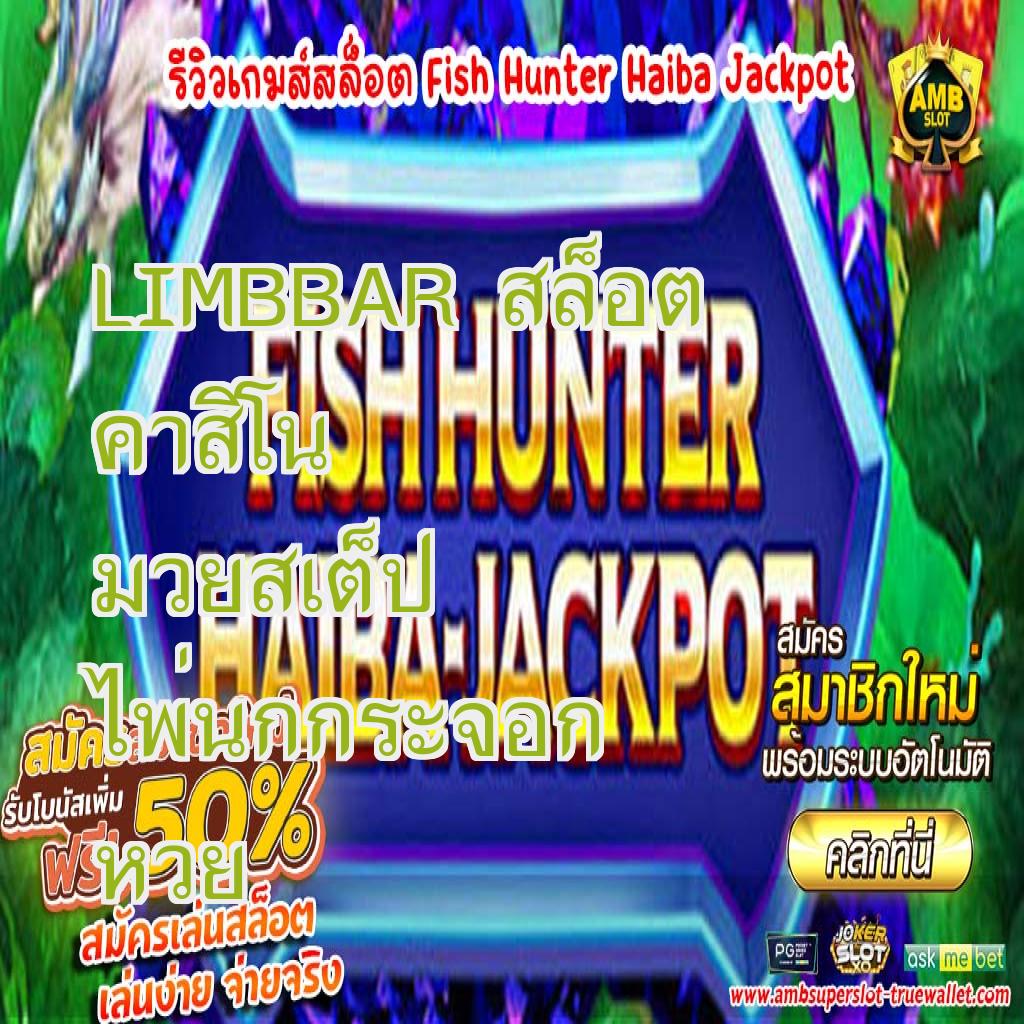 รีวิวเกมส์สล็อต Fish Hunter Haiba Jackpot
AMB
SLOT
LIMBBAR สล็อต
FISH HUNTER
คาสิโน
มวยสเต็ป
HAIBA JACKPOT
ไพ่นกกระจอก
หวย
สมัคร
สมาชิกใหม่
พร้อมระบบอัตโนมัติ
คลิกที่นี่
รับโบนัสเพิ่ม
ฟรี 50%
สมัครเล่นสล็อต
เล่นง่าย จ่ายจริง
PG
JOKER
SLOT
XO
ask me bet
www.ambsuperslot-truewallet.com